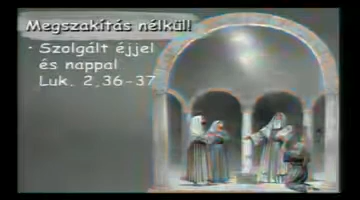 Megszakítás nélkül!
· Szolgált éjjel
és nappal
Luk. 2,36-37